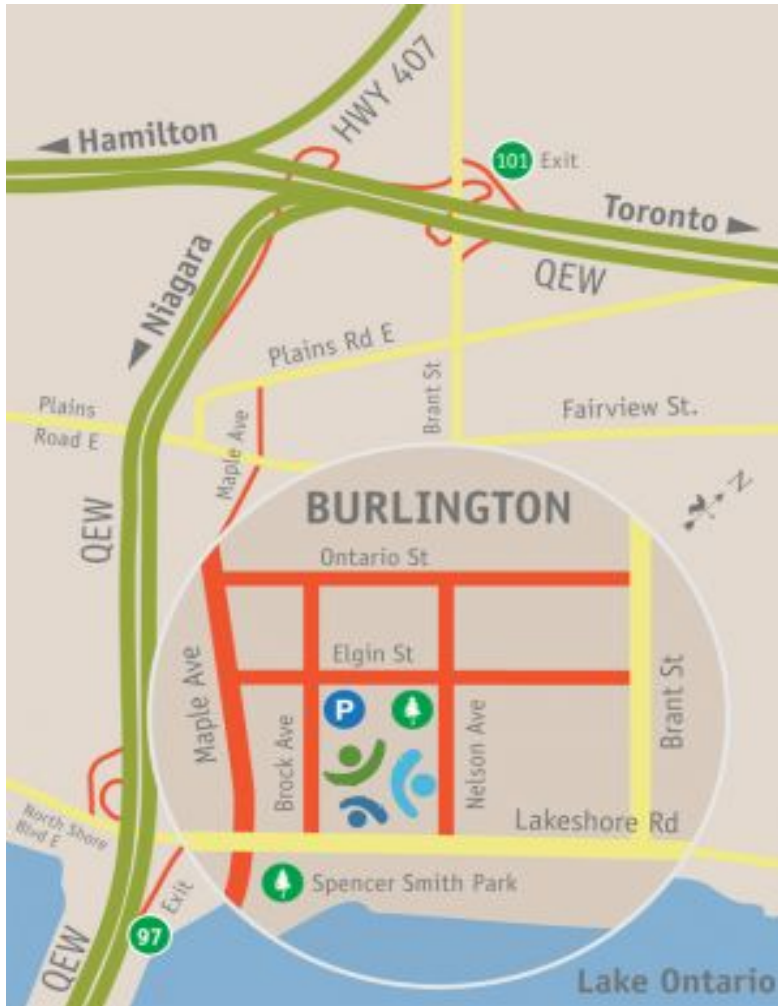 HWY 407
Hamilton
101 Exit
Toronto
QEW
Niagara
Plains Rd E
Brant St
Fairview St.
Plains
Road E
Maple Ave
QEW
N
BURLINGTON
Ontario St
Elgin St
Maple Ave
P
Brock Ave
Nelson Ave
Brant St
Lakeshore Rd
North Shore
Blvd E
Spencer Smith Park
97 Exit
QEW
Lake Ontario